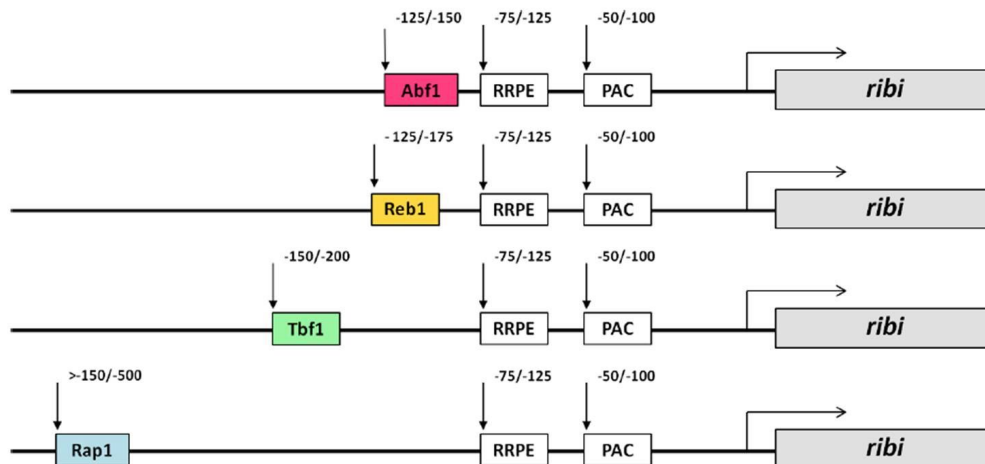 -125/-150 -75/-125 -50/-100
Abf1 RRPE PAC ribi
- 125/-175 -75/-125 -50/-100
Reb1 RRPE PAC ribi
-150/-200 -75/-125 -50/-100
Tbf1 RRPE PAC ribi
>-150/-500 -75/-125 -50/-100
Rap1 RRPE PAC ribi